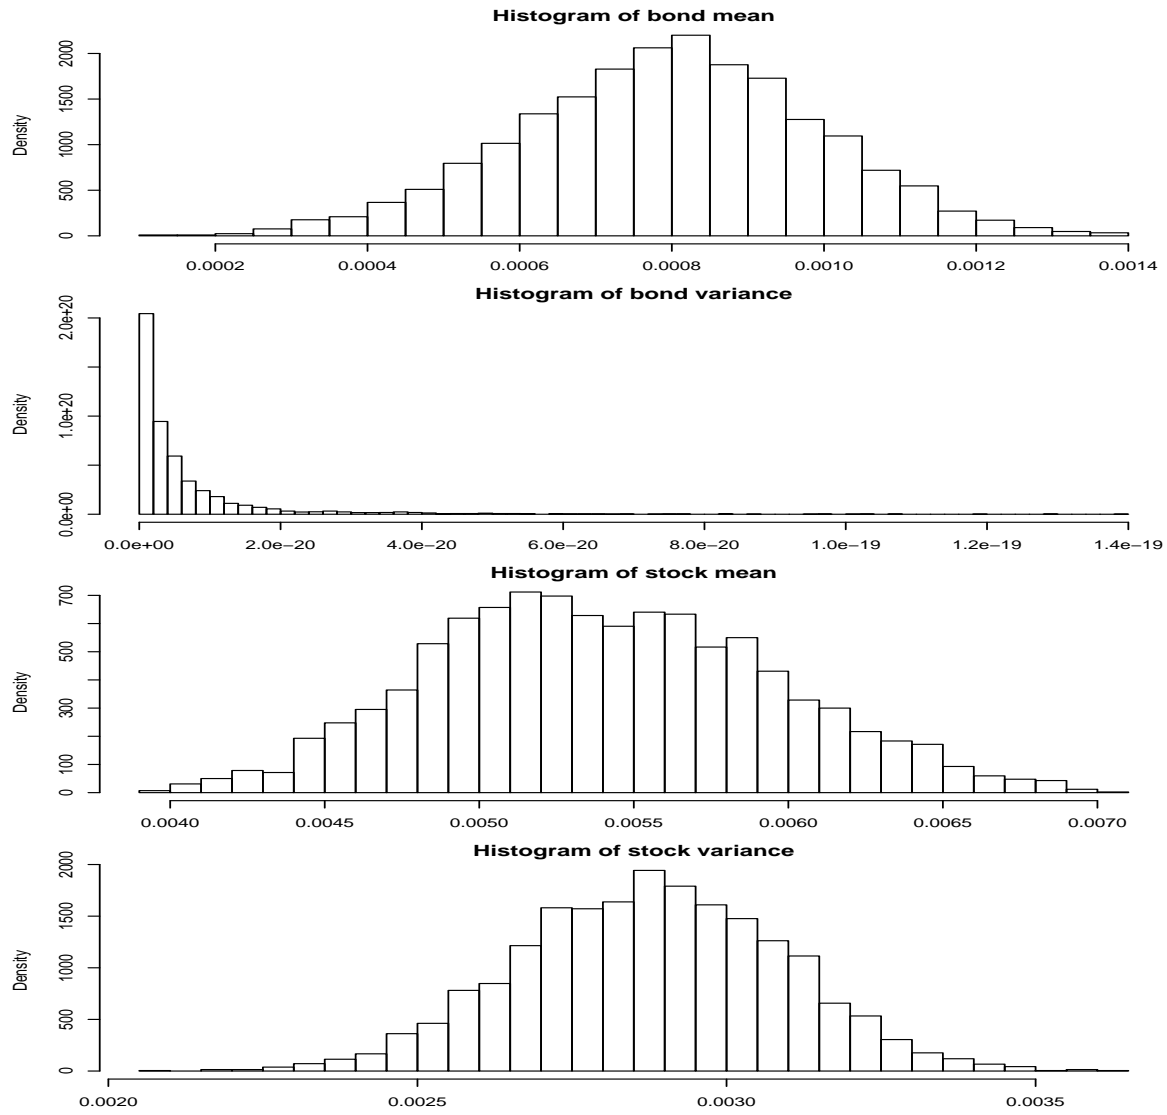 Histogram of bond mean
Density
0 500 1000 1500 2000
0.0002 0.0004 0.0006 0.0008 0.0010 0.0012 0.0014
Histogram of bond variance
Density
0.0e+00 1.0e+20 2.0e+20
0.0e+00 2.0e−20 4.0e−20 6.0e−20 8.0e−20 1.0e−19 1.2e−19 1.4e−19
Histogram of stock mean
Density
0 100 300 500 700
0.0040 0.0045 0.0050 0.0055 0.0060 0.0065 0.0070
Histogram of stock variance
Density
0 500 1000 1500 2000
0.0020 0.0025 0.0030 0.0035